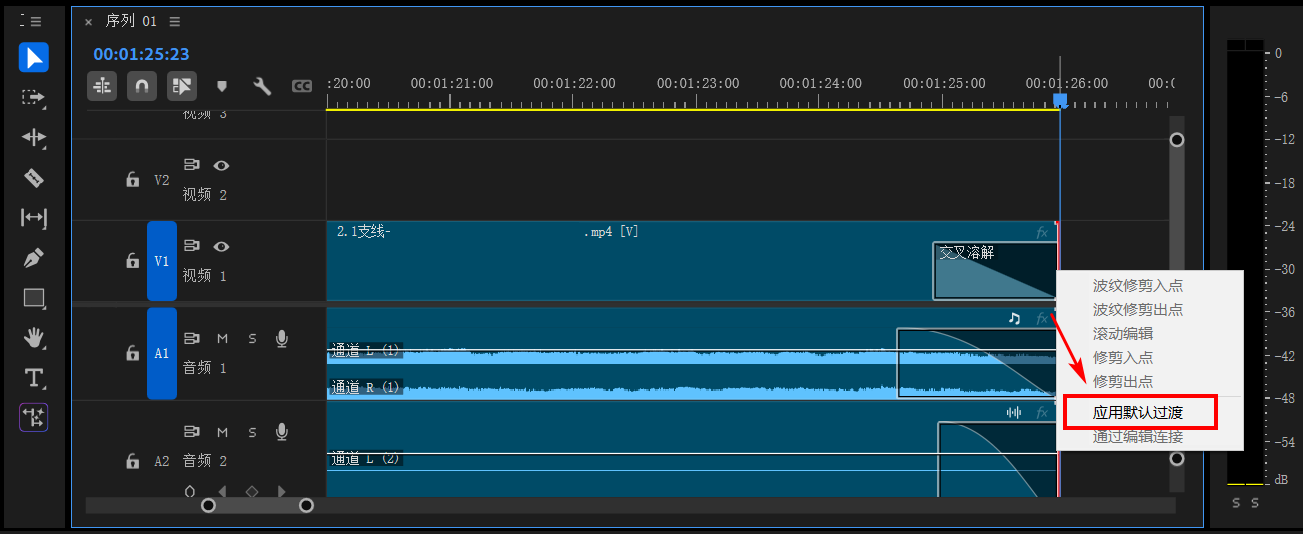 × 序列 01 ≡
00:01:25:23
:20:00 00:01:21:00 00:01:22:00 00:01:23:00 00:01:24:00 00:01:25:00 00:01:26:00 00:(
CC
视频 3
V2
视频 2
2.1支线- .mp4 [V]
fx
V1
视频 1
交叉溶解
fx
A1
M S
音频 1
通道 L (1)
通道 R (1)
fx
M S
A2 音频 2
通道 L (2)
T
波纹修剪入点
波纹修剪出点
滚动编辑
修剪入点
修剪出点
应用默认过渡
通过编辑连接
0
-6
-12
-18
-24
-30
-36
-42
-48
-54
dB
S S